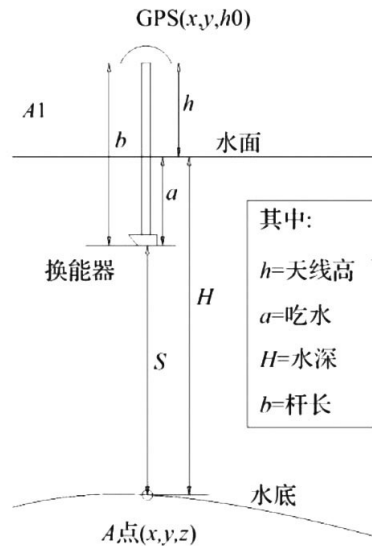 GPS(x,y,h0)
A1
b
h
水面
a
换能器
H
S
其中:
h=天线高
a=吃水
H=水深
b=杆长
水底
A点(x,y,z)